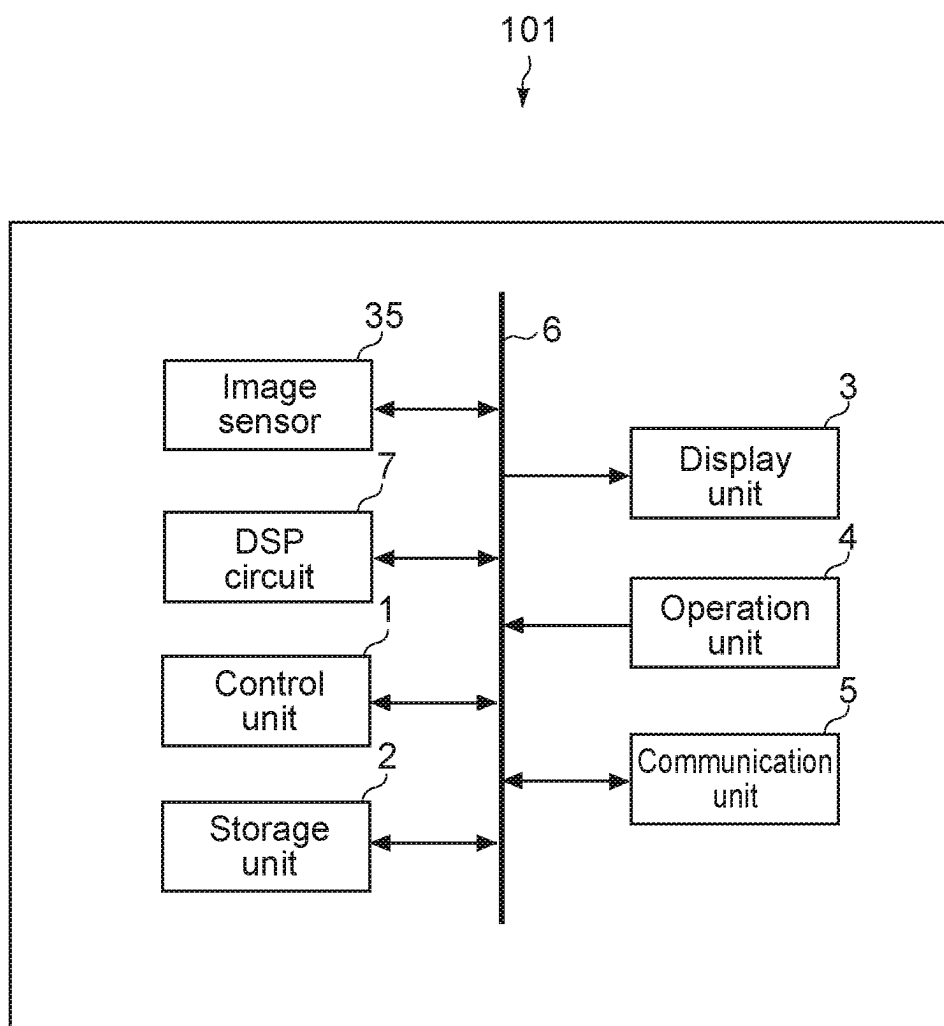 101
35
Image
sensor
6
3
Display
unit
7
DSP
circuit
4
Operation
unit
1
Control
unit
5
Communication
unit
2
Storage
unit